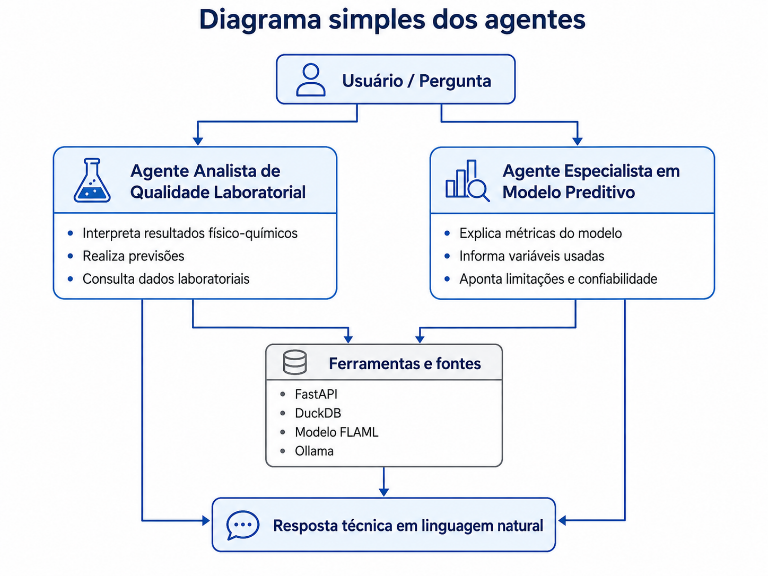 Diagrama simples dos agentes
Usuário / Pergunta
Agente Analista de
Qualidade Laboratorial
Interpreta resultados físico-químicos
Realiza previsões
Consulta dados laboratoriais
Agente Especialista em
Modelo Preditivo
Explica métricas do modelo
Informa variáveis usadas
Aponta limitações e confiabilidade
Ferramentas e fontes
FastAPI
DuckDB
Modelo FLAML
Ollama
Resposta técnica em linguagem natural